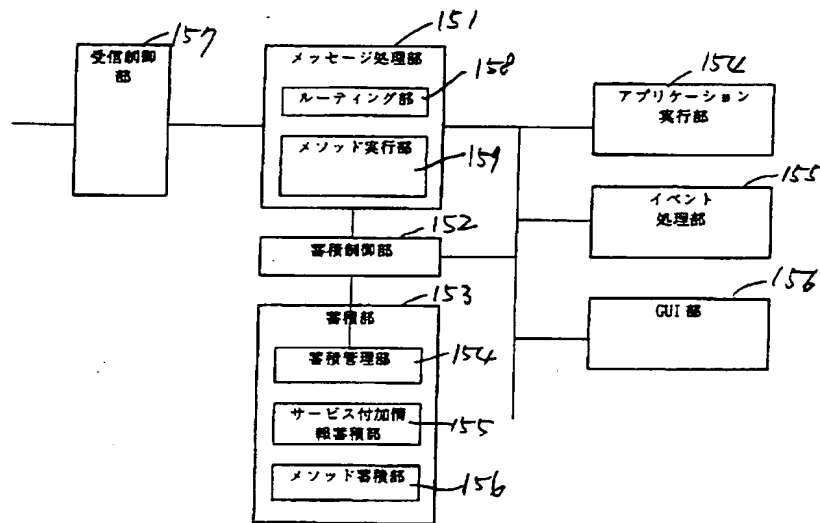 157
受信制御
部
151
メッセージ処理部
158
ルーティング部
メソッド実行部
159
152
蓄積制御部
153
蓄積部
蓄積管理部
154
サービス付加情
報蓄積部
155
メソッド蓄積部
156
154
アプリケーション
実行部
155
イベント
処理部
156
GUI 部